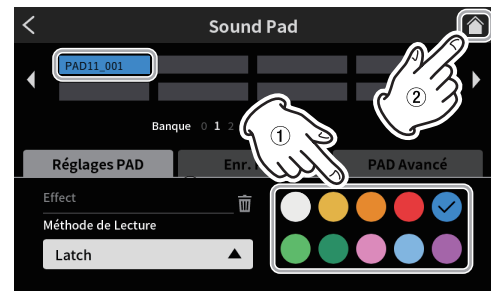 Sound Pad
PAD11_001
Banque 0 1 2
②
①
Réglages PAD
Enr.
PAD Avancé
Effect
Méthode de Lecture
Latch